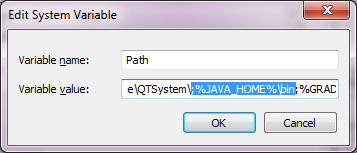 Edit System Variable
Variable name: Path
Variable value: e\QTSystem\;%JAVA_HOME%\bin;%GRAD
OK Cancel